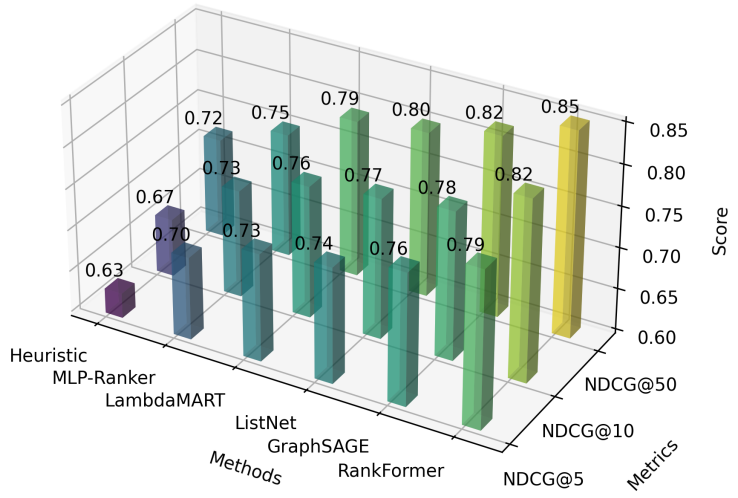 0.85
0.79
0.80
0.82
0.75
0.72
0.82
0.78
0.77
0.76
0.73
0.67
0.79
0.76
0.74
0.73
0.70
0.63
0.85
0.80
0.75
0.70
0.65
0.60
Score
Heuristic
MLP-Ranker
LambdaMART
ListNet
GraphSAGE
RankFormer
Methods
NDCG@50
NDCG@10
NDCG@5
Metrics